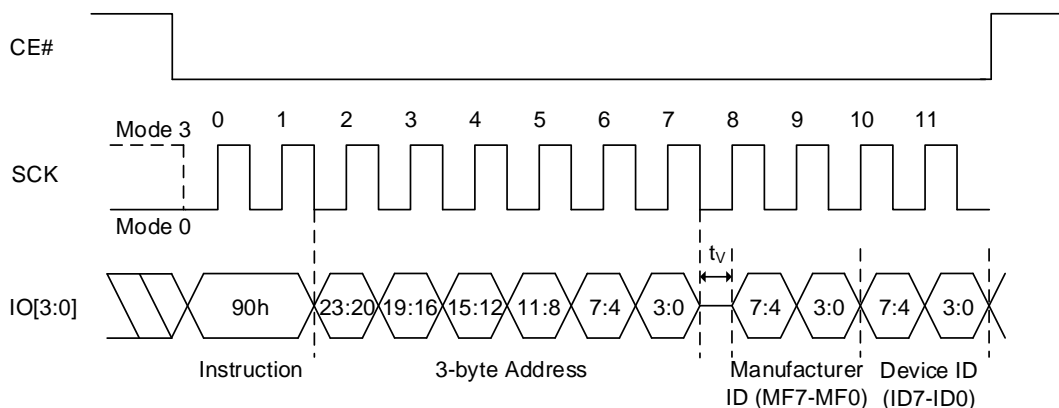 CE#
0 1 2 3 4 5 6 7 8 9 10 11
Mode 3
SCK
Mode 0
tV
IO[3:0] 90h 23:20 19:16 15:12 11:8 7:4 3:0 7:4 3:0 7:4 3:0
Instruction 3-byte Address Manufacturer Device ID
ID (MF7-MF0) (ID7-ID0)